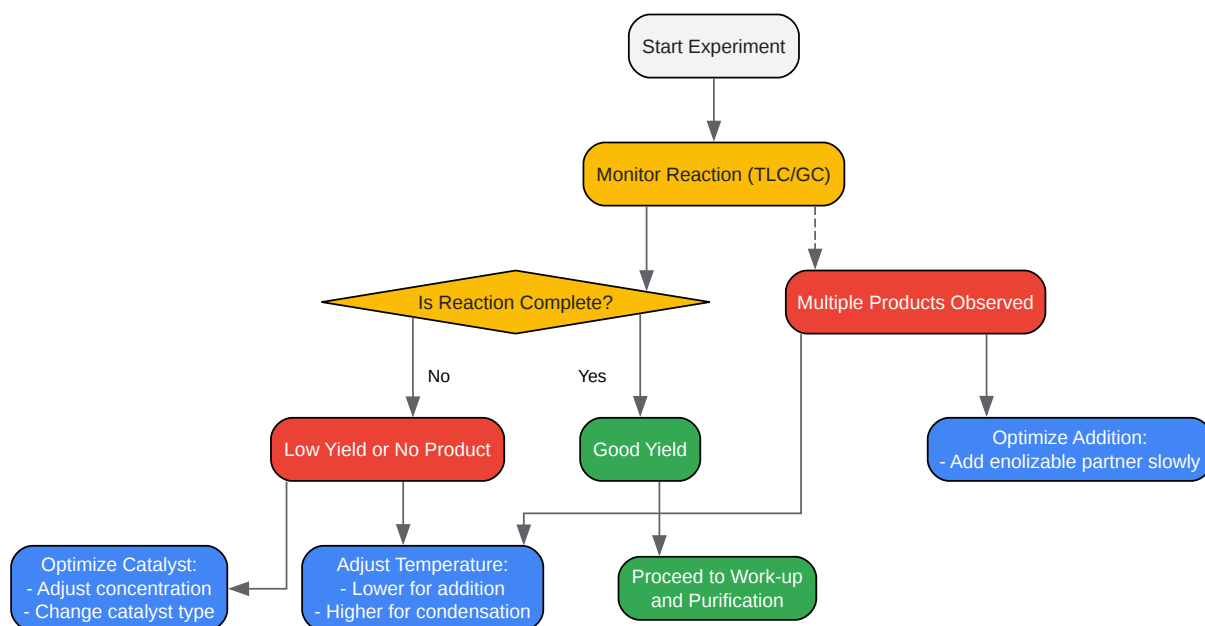 Start Experiment
Monitor Reaction (TLC/GC)
Is Reaction Complete?
Multiple Products Observed
No
Yes
Low Yield or No Product
Good Yield
Optimize Addition:
- Add enolizable partner slowly
Optimize Catalyst:
- Adjust concentration
- Change catalyst type
Adjust Temperature:
- Lower for addition
- Higher for condensation
Proceed to Work-up
and Purification